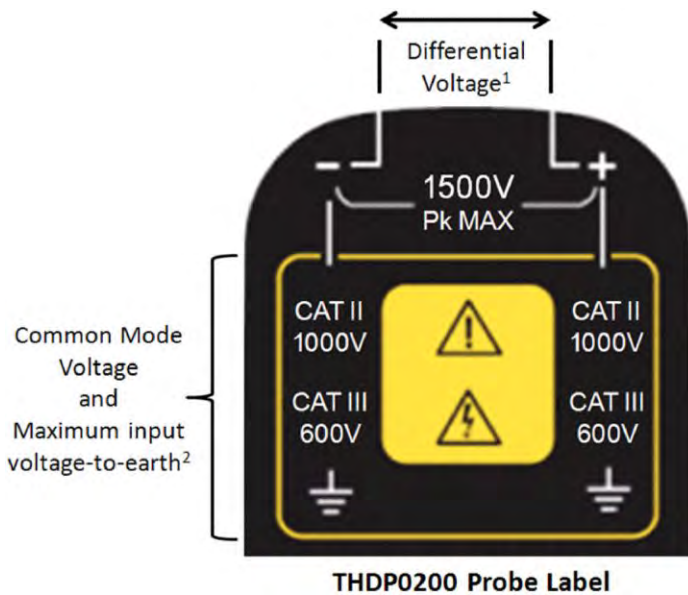 Differential
Voltage¹
- +
1500V
Pk MAX
CAT II
1000V
CAT III
600V
CAT II
1000V
CAT III
600V
Common Mode
Voltage
and
Maximum input
voltage-to-earth²
THDP0200 Probe Label